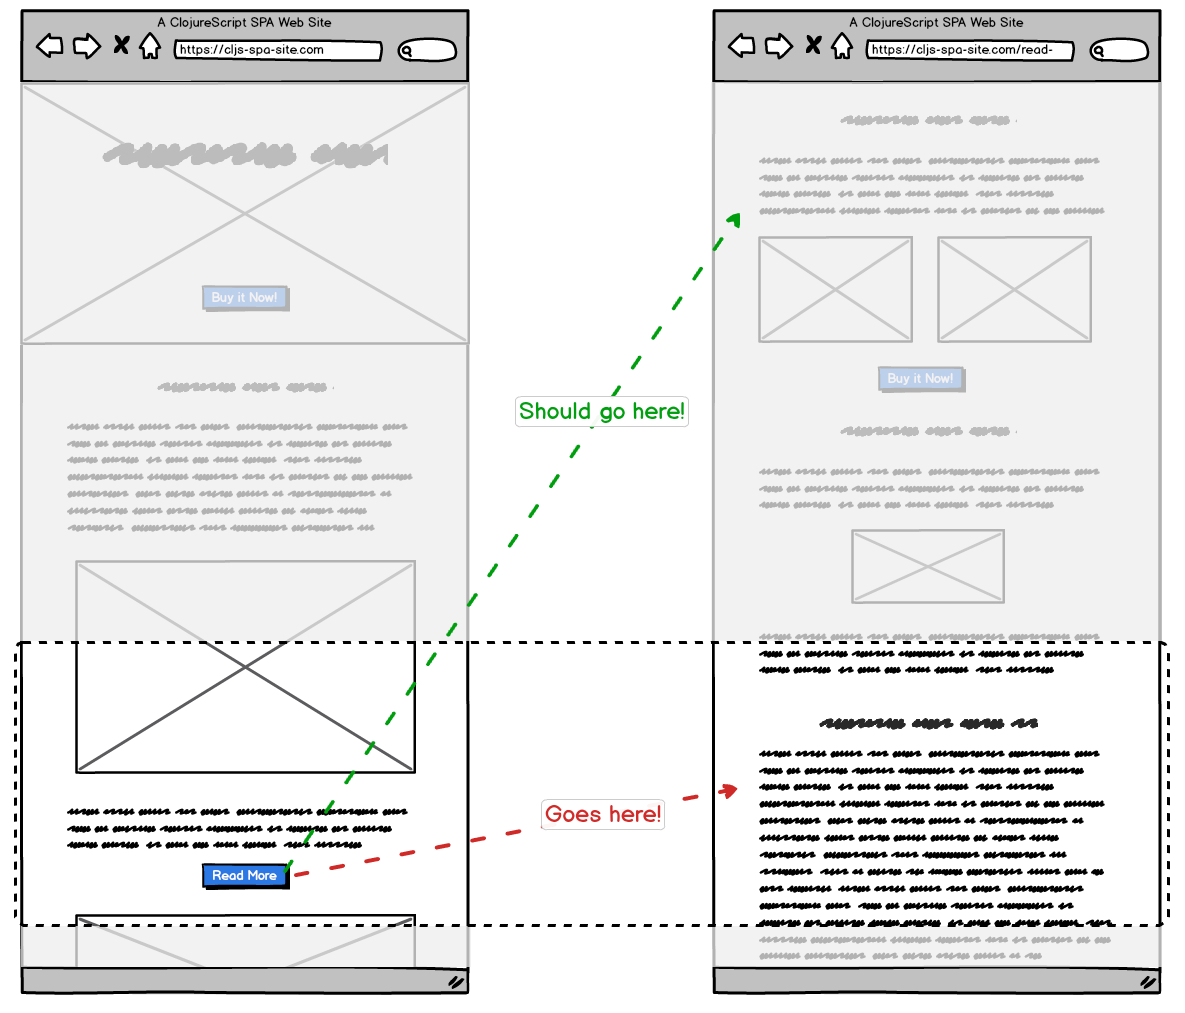 A ClojureScript SPA Web Site
https://cljs-spa-site.com
Buy it Now!
Read More
Should go here!
Goes here!
A ClojureScript SPA Web Site
https://cljs-spa-site.com/read-
Buy it Now!